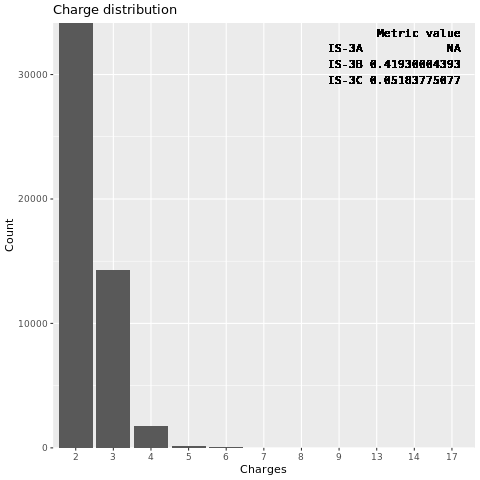 Charge distribution
Metric value
IS-3A NA
IS-3B 0.41930004393
IS-3C 0.05183775077
30000
20000
10000
0
Count
2 3 4 5 6 7 8 9 13 14 17
Charges